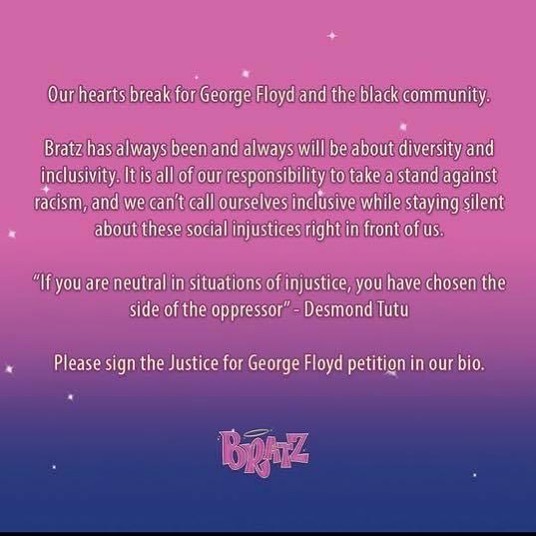 Our hearts break for George Floyd and the black community.
Bratz has always been and always will be about diversity and
inclusivity. It is all of our responsibility to take a stand against
racism, and we can't call ourselves inclusive while staying silent
about these social injustices right in front of us.
"If you are neutral in situations of injustice, you have chosen the
side of the oppressor" - Desmond Tutu
Please sign the Justice for George Floyd petition in our bio.
BRATZ